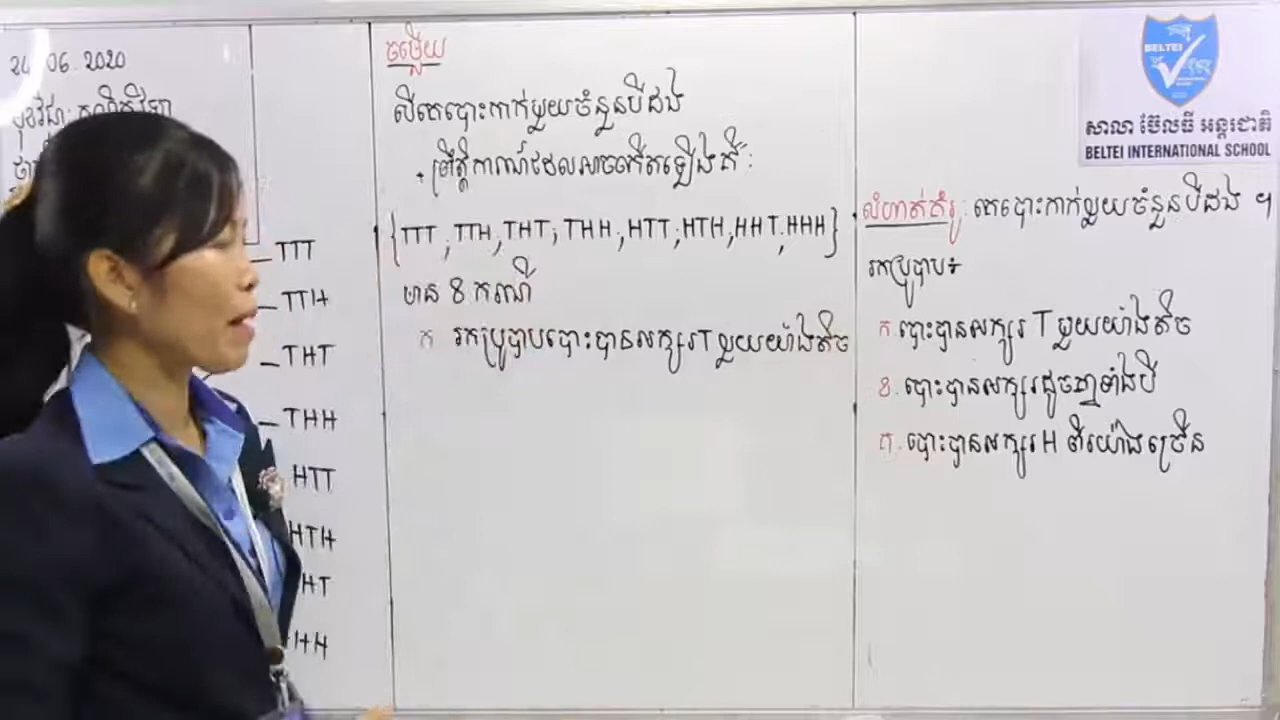 06.2020
TTT
TTH
THT
THH
HTT
HTH
HT
HH
ចម្លើយ
បើគេបោះកាក់មួយចំនួនបីដង
+ ព្រឹត្តិការណ៍ដែលអាចកើតឡើងគឺ:
{TTT, TTH, THT, THH, HTT, HTH, HHT, HHH}
មាន 8 ករណី
ក រកប្រូបាបបោះបានអក្សរ T មួយយ៉ាងតិច
BELTEI
សាលា ប៊ែលធី អន្តរជាតិ
BELTEI INTERNATIONAL SCHOOL
លំហាត់គំរូ: គេបោះកាក់មួយចំនួនបីដង ។
រកប្រូបាប៖
ក. បោះបានអក្សរ T មួយយ៉ាងតិច
ខ. បោះបានអក្សរដូចគ្នាទាំងបី
គ. បោះបានអក្សរ H ពីរយ៉ាងច្រើន